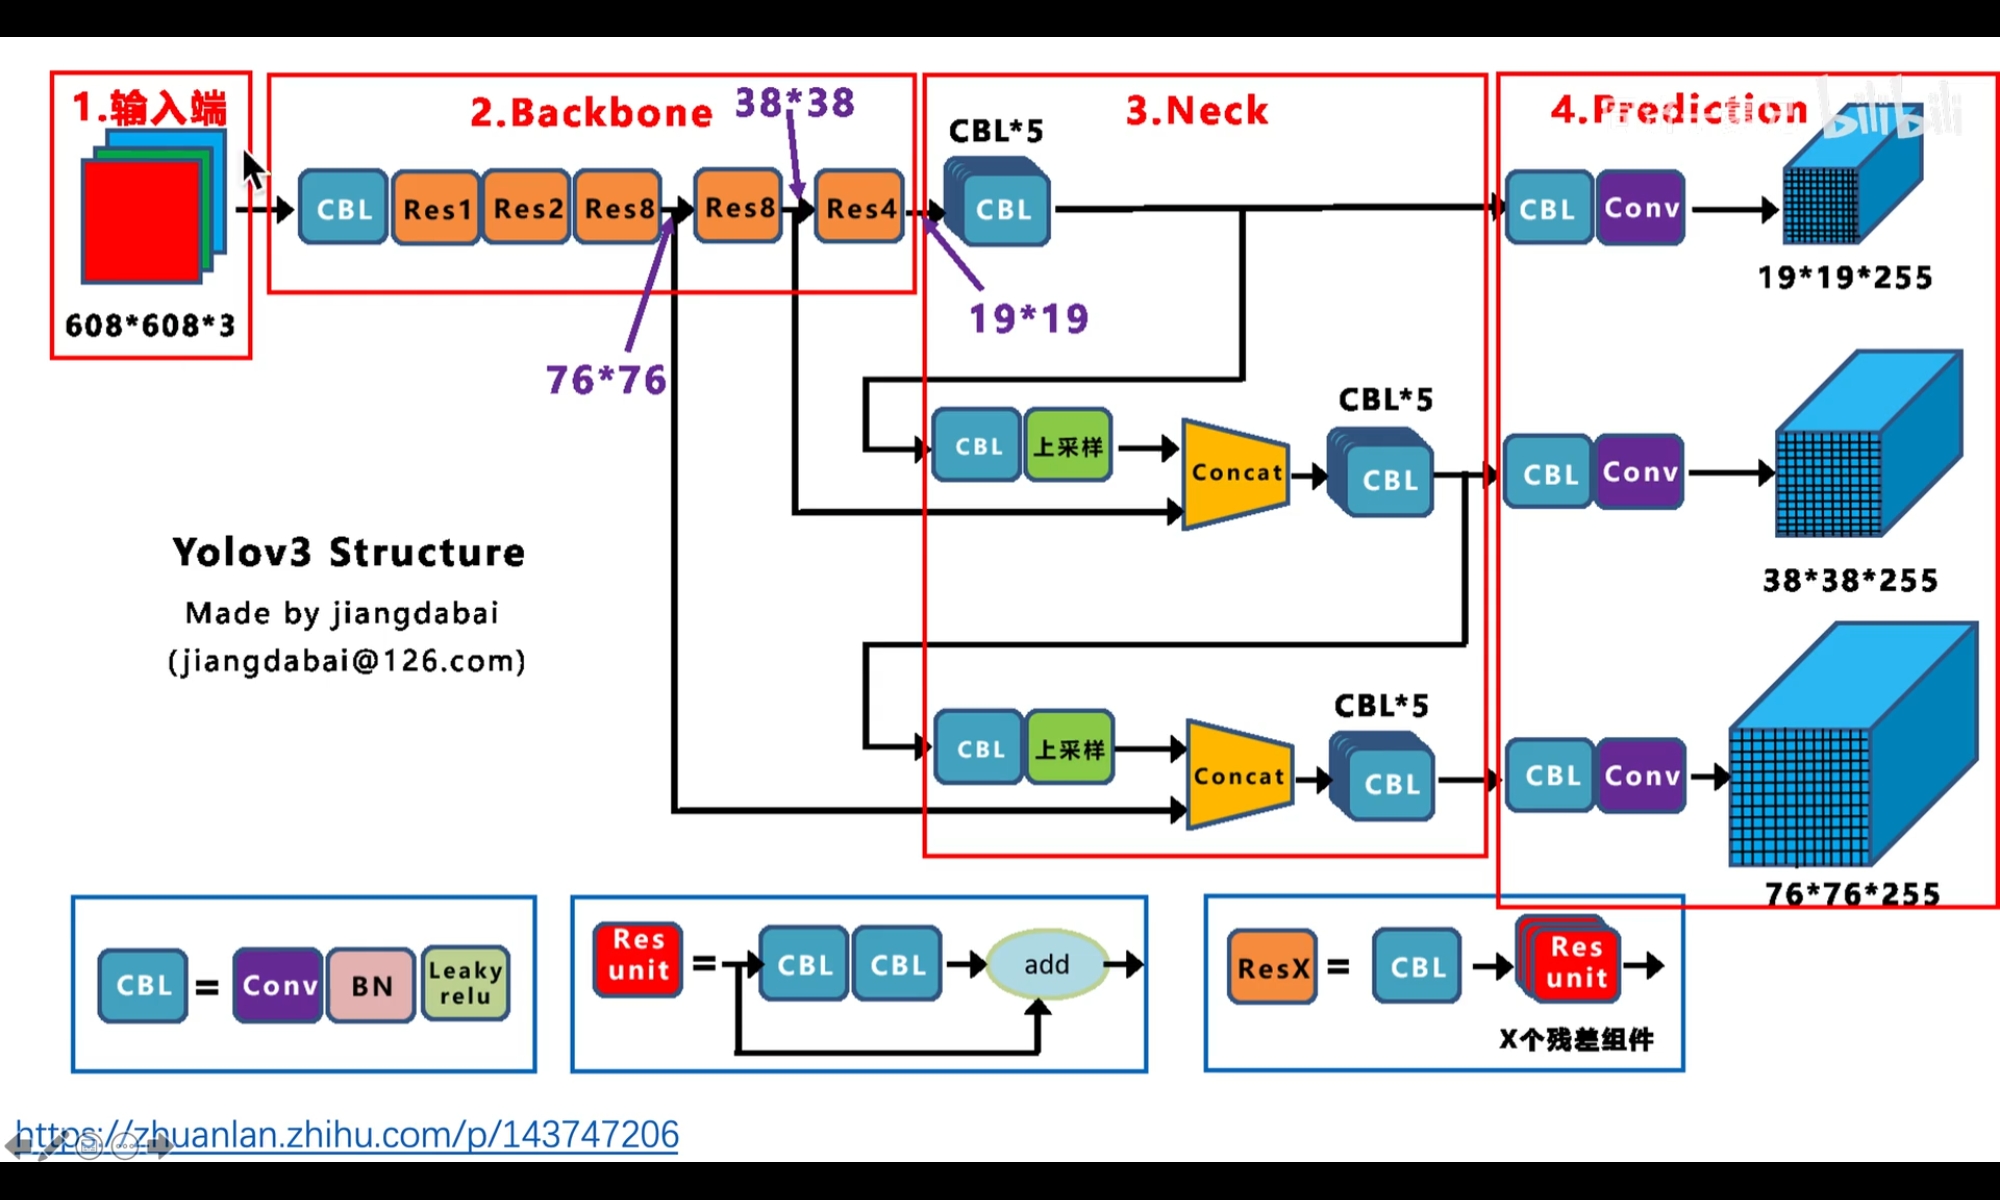 1.输入端
608*608*3
2.Backbone
38*38
CBL
Res1
Res2
Res8
Res8
Res4
76*76
3.Neck
CBL*5
CBL
19*19
CBL
上采样
Concat
CBL*5
CBL
CBL
上采样
Concat
CBL*5
CBL
4.Prediction
bilibili
CBL
Conv
19*19*255
CBL
Conv
38*38*255
CBL
Conv
76*76*255
Yolov3 Structure
Made by jiangdabai
(jiangdabai@126.com)
CBL
=
Conv
BN
Leaky
relu
Res
unit
=
CBL
CBL
add
ResX
=
CBL
Res
unit
X个残差组件
https://zhuanlan.zhihu.com/p/143747206